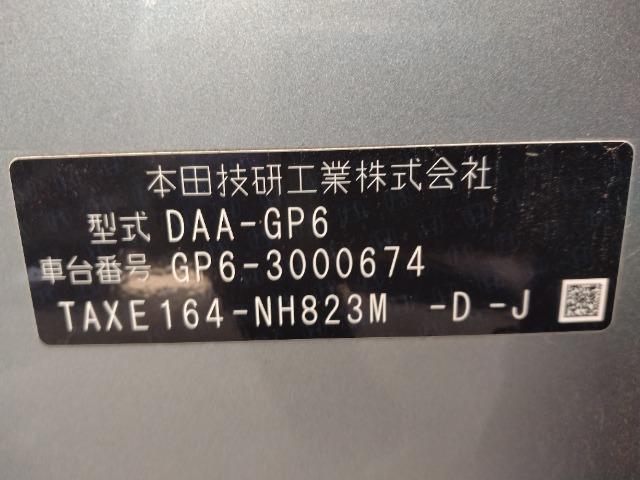 本田技研工業株式会社
型式 DAA-GP6
車台番号 GP6-3000674
TAXE164-NH823M -D-J